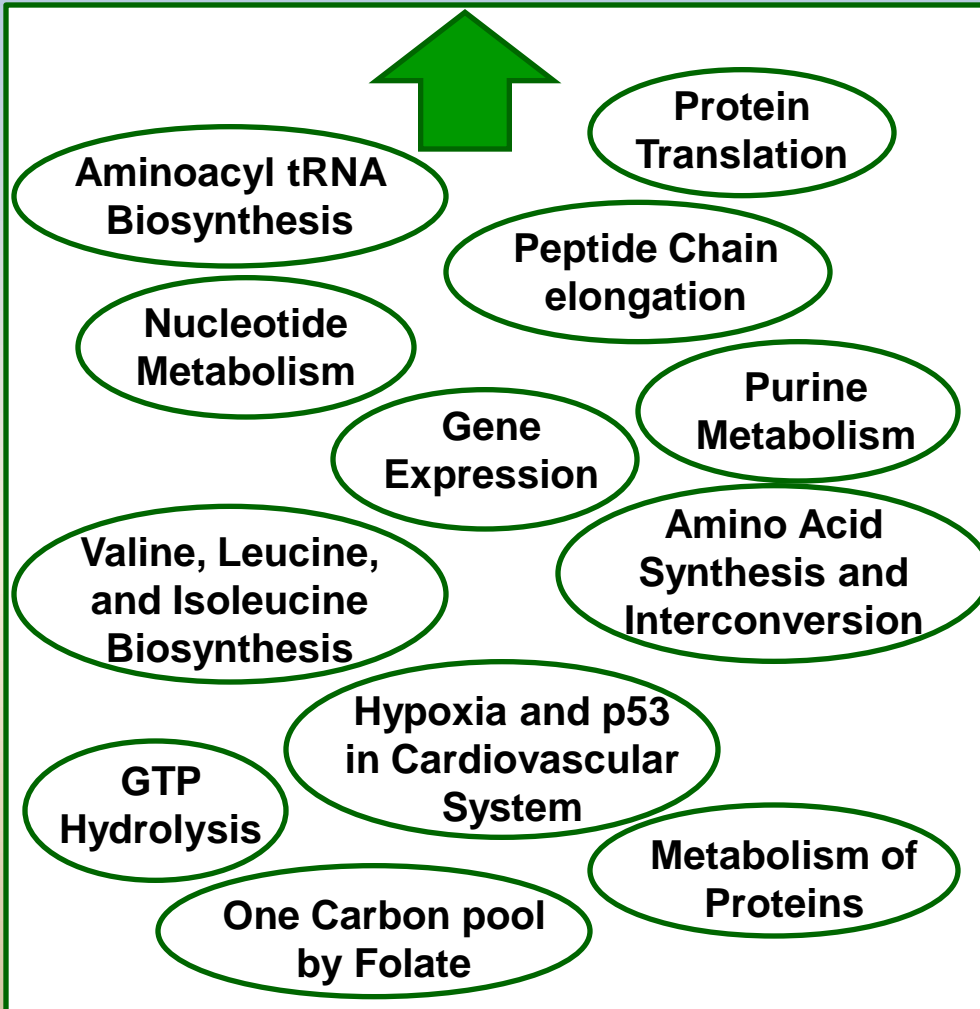 Protein
Translation
Aminoacyl tRNA
Biosynthesis
Peptide Chain
elongation
Nucleotide
Metabolism
Purine
Metabolism
Gene
Expression
Amino Acid
Synthesis and
Interconversion
Valine, Leucine,
and Isoleucine
Biosynthesis
Hypoxia and p53
in Cardiovascular
System
GTP
Hydrolysis
Metabolism of
Proteins
One Carbon pool
by Folate